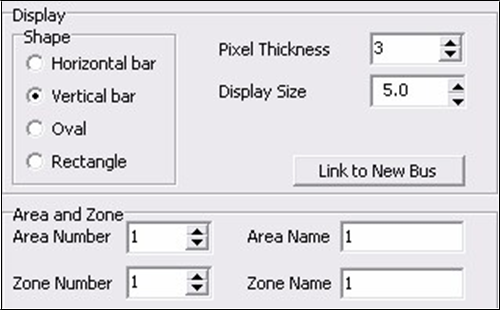 Display
Shape
Horizontal bar
Vertical bar
Oval
Rectangle
Pixel Thickness 3
Display Size 5.0
Link to New Bus
Area and Zone
Area Number 1 Area Name 1
Zone Number 1 Zone Name 1